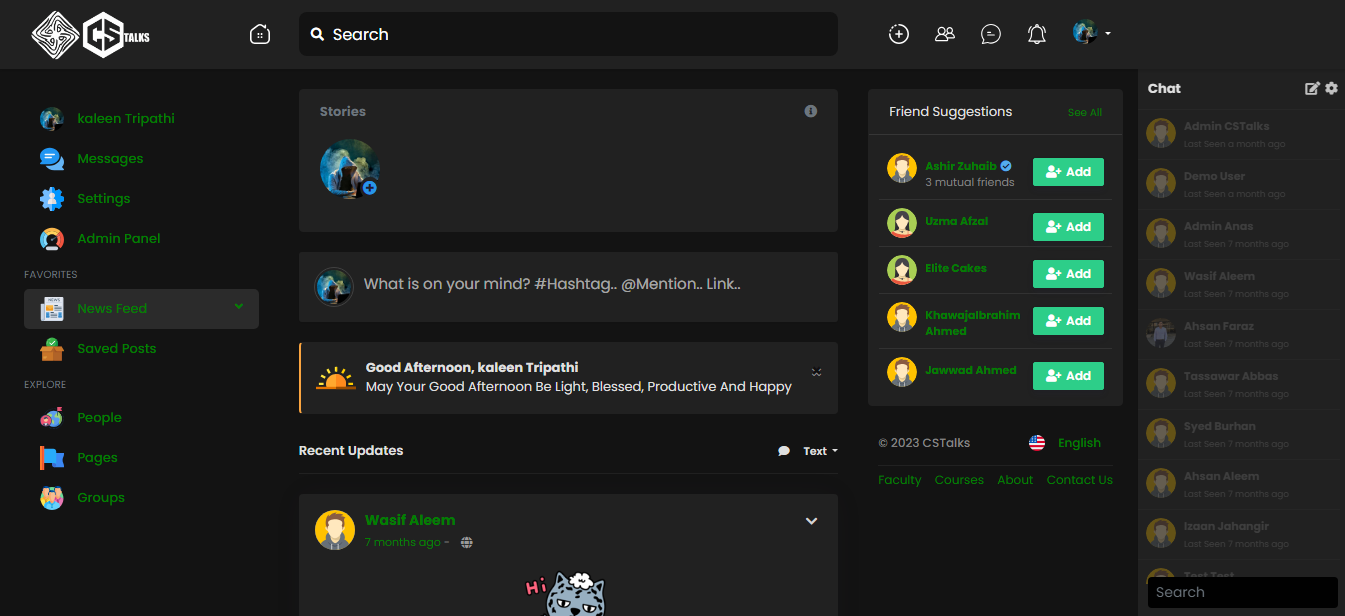 CS TALKS
Search
kaleen Tripathi
Messages
Settings
Admin Panel
FAVORITES
News Feed
Saved Posts
EXPLORE
People
Pages
Groups
Stories
What is on your mind? #Hashtag.. @Mention.. Link..
Good Afternoon, kaleen Tripathi
May Your Good Afternoon Be Light, Blessed, Productive And Happy
Recent Updates
Text
Wasif Aleem
7 months ago -
Hi
Friend Suggestions
See All
Ashir Zuhaib
3 mutual friends
Add
Uzma Afzal
Add
Elite Cakes
Add
KhawajaIbrahim
Ahmed
Add
Jawwad Ahmed
Add
© 2023 CSTalks
English
Faculty Courses About Contact Us
Chat
Admin CSTalks
Last Seen a month ago
Demo User
Last Seen a month ago
Admin Anas
Last Seen 7 months ago
Wasif Aleem
Last Seen 7 months ago
Ahsan Faraz
Last Seen 7 months ago
Tassawar Abbas
Last Seen 7 months ago
Syed Burhan
Last Seen 7 months ago
Ahsan Aleem
Last Seen 7 months ago
Izaan Jahangir
Last Seen 7 months ago
Test Test
Search